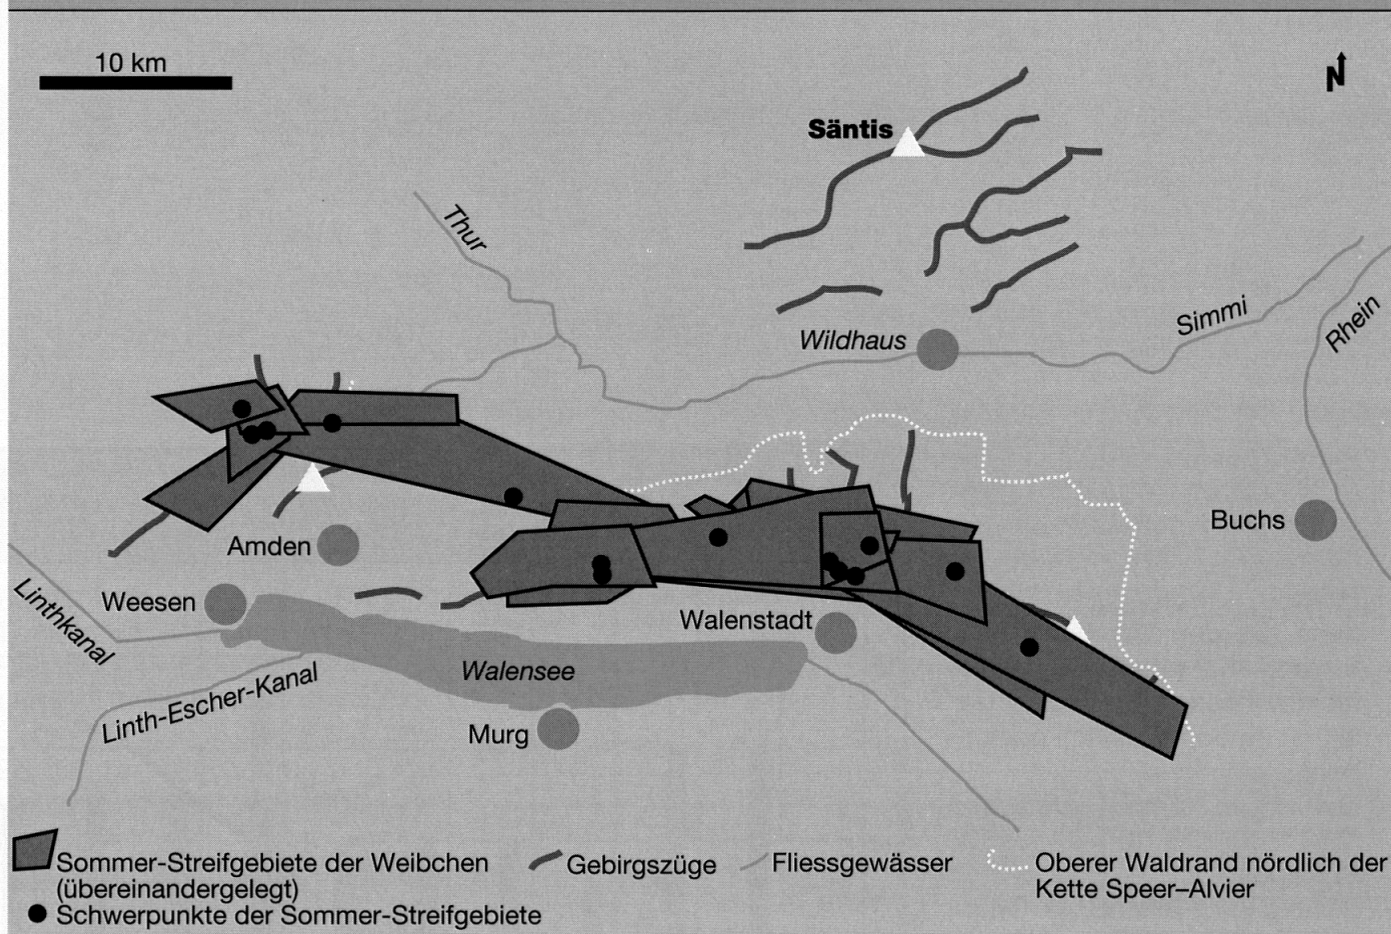 10 km
N
Säntis
Thur
Simmi
Rhein
Wildhaus
Buchs
Amden
Weesen
Linthkanal
Walenstadt
Walensee
Linth-Escher-Kanal
Murg
Sommer-Streifgebiete der Weibchen
(übereinandergelegt)
Schwerpunkte der Sommer-Streifgebiete
Gebirgszüge
Fliessgewässer
Oberer Waldrand nördlich der
Kette Speer–Alvier